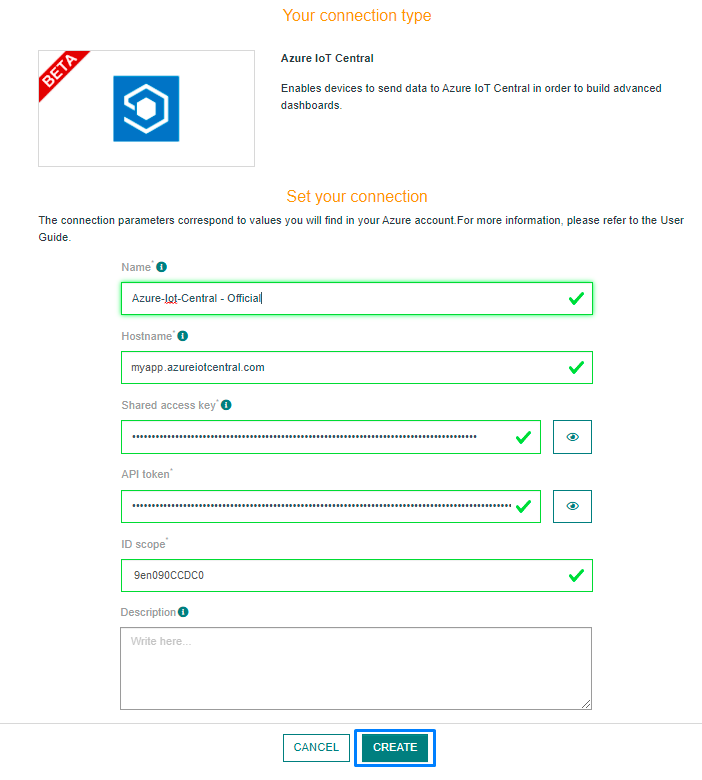 Your connection type
BETA
Azure IoT Central
Enables devices to send data to Azure IoT Central in order to build advanced
dashboards.
Set your connection
The connection parameters correspond to values you will find in your Azure account.For more information, please refer to the User
Guide.
Name*
Azure-Iot-Central - Official
Hostname*
myapp.azureiotcentral.com
Shared access key*
API token*
ID scope*
9en090CCDC0
Description
Write here...
CANCEL
CREATE